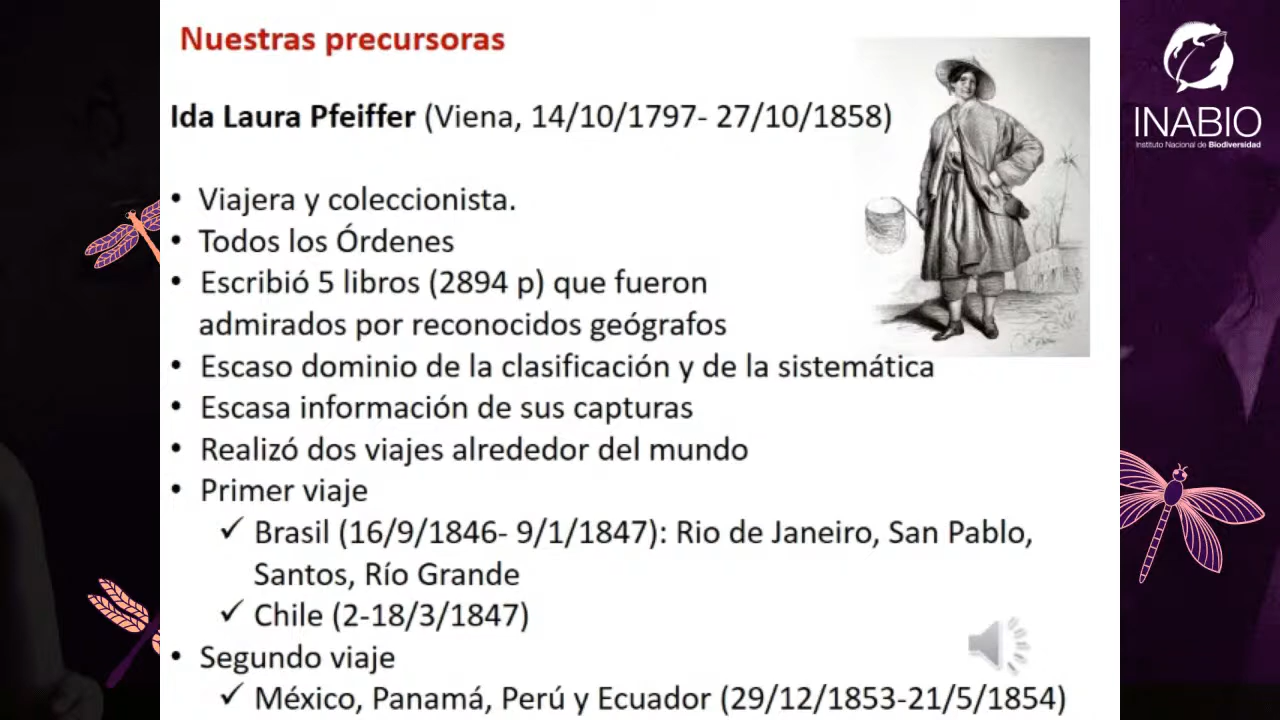 Nuestras precursoras
Ida Laura Pfeiffer (Viena, 14/10/1797- 27/10/1858)
• Viajera y coleccionista.
• Todos los Órdenes
• Escribió 5 libros (2894 p) que fueron
admirados por reconocidos geógrafos
• Escaso dominio de la clasificación y de la sistemática
• Escasa información de sus capturas
• Realizó dos viajes alrededor del mundo
• Primer viaje
✓ Brasil (16/9/1846- 9/1/1847): Rio de Janeiro, San Pablo,
Santos, Río Grande
✓ Chile (2-18/3/1847)
• Segundo viaje
✓ México, Panamá, Perú y Ecuador (29/12/1853-21/5/1854)
INABIO
Instituto Nacional de Biodiversidad